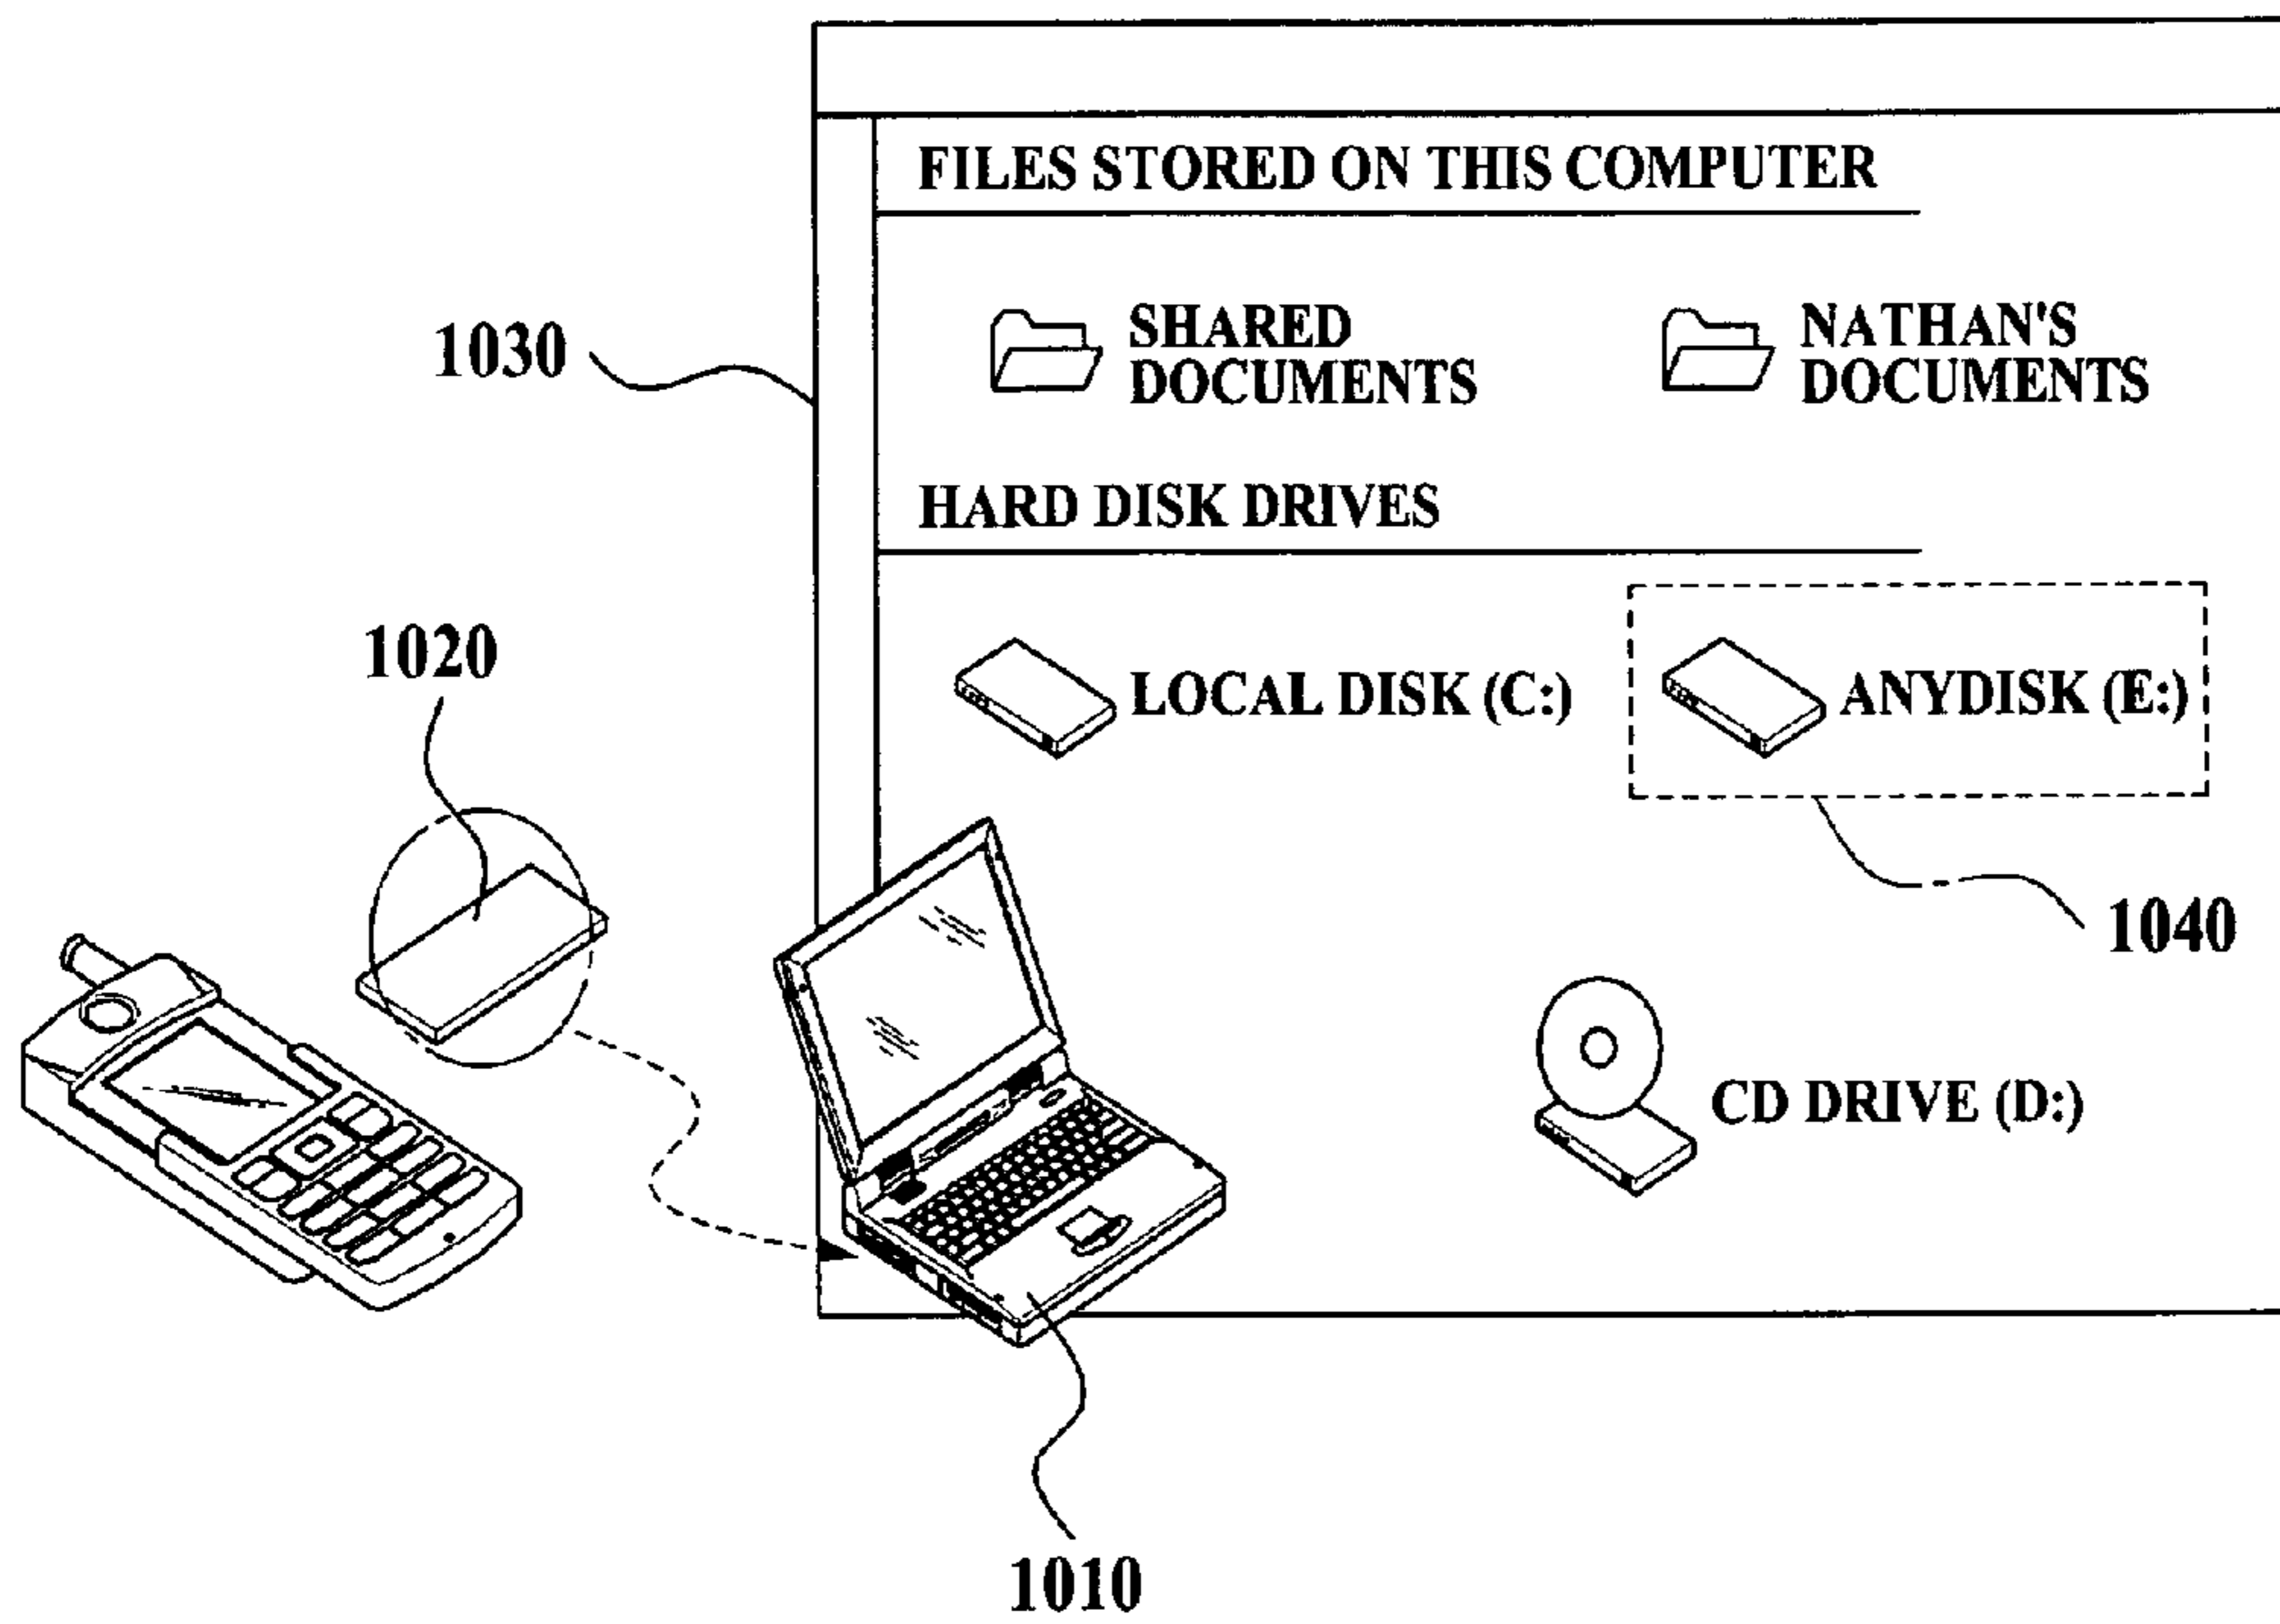 FILES STORED ON THIS COMPUTER
1030
SHARED
DOCUMENTS
NATHAN'S
DOCUMENTS
HARD DISK DRIVES
1020
LOCAL DISK (C:)
ANYDISK (E:)
1040
CD DRIVE (D:)
1010